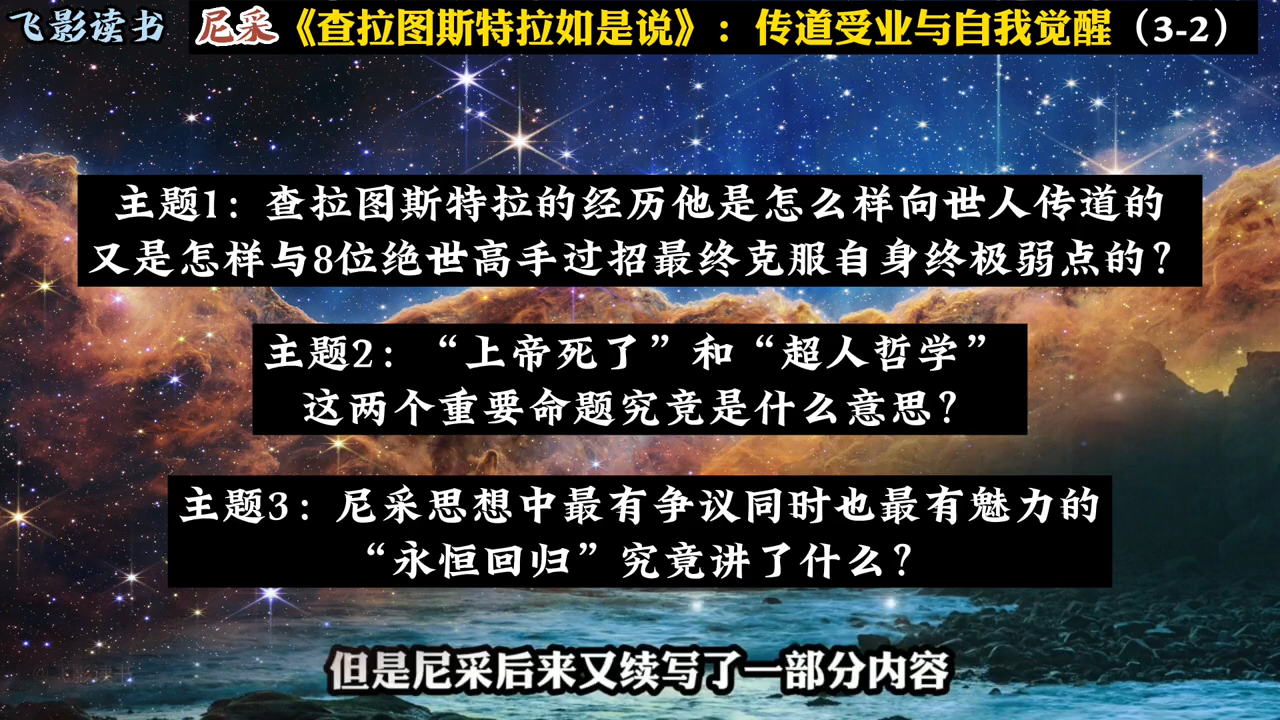 飞影读书 尼采《查拉图斯特拉如是说》：传道受业与自我觉醒（3-2）
主题1：查拉图斯特拉的经历他是怎么样向世人传道的
又是怎样与8位绝世高手过招最终克服自身终极弱点的？
主题2：“上帝死了”和“超人哲学”
这两个重要命题究竟是什么意思？
主题3：尼采思想中最有争议同时也最有魅力的
“永恒回归”究竟讲了什么？
但是尼采后来又续写了一部分内容